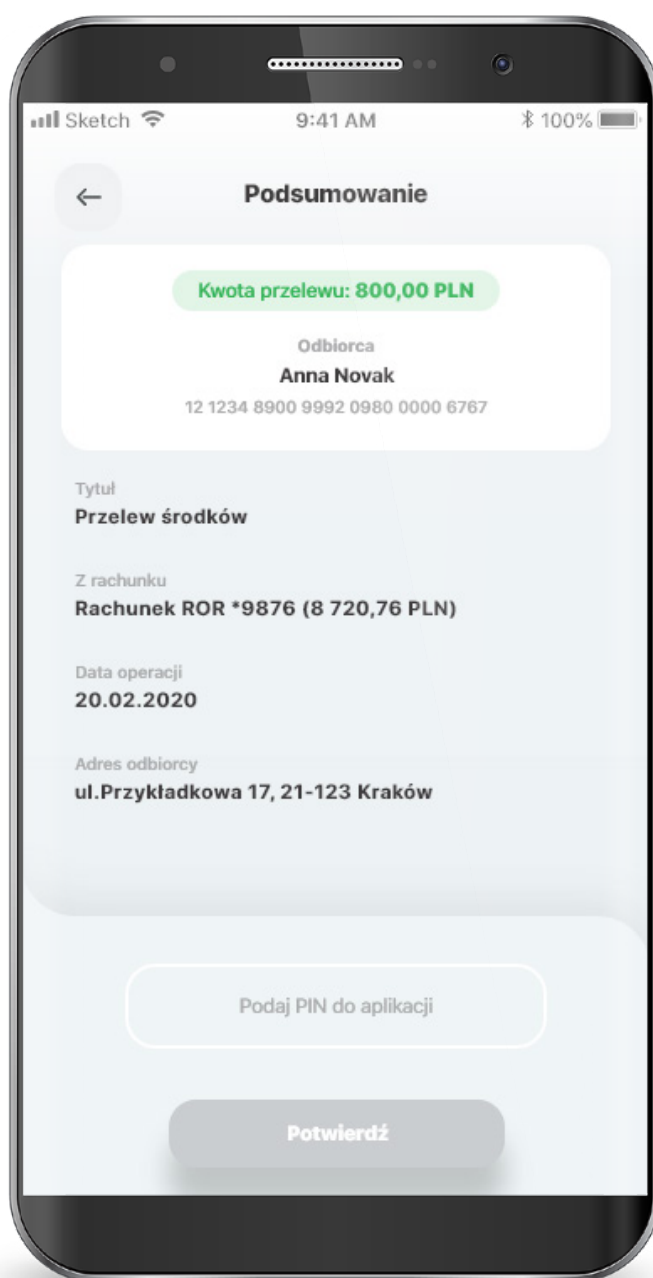 Sketch 9:41 AM 100%
Podsumowanie
Kwota przelewu: 800,00 PLN
Odbiorca
Anna Novak
12 1234 8900 9992 0980 0000 6767
Tytuł
Przelew środków
Z rachunku
Rachunek ROR *9876 (8 720,76 PLN)
Data operacji
20.02.2020
Adres odbiorcy
ul.Przykładkowa 17, 21-123 Kraków
Podaj PIN do aplikacji
Potwierdź